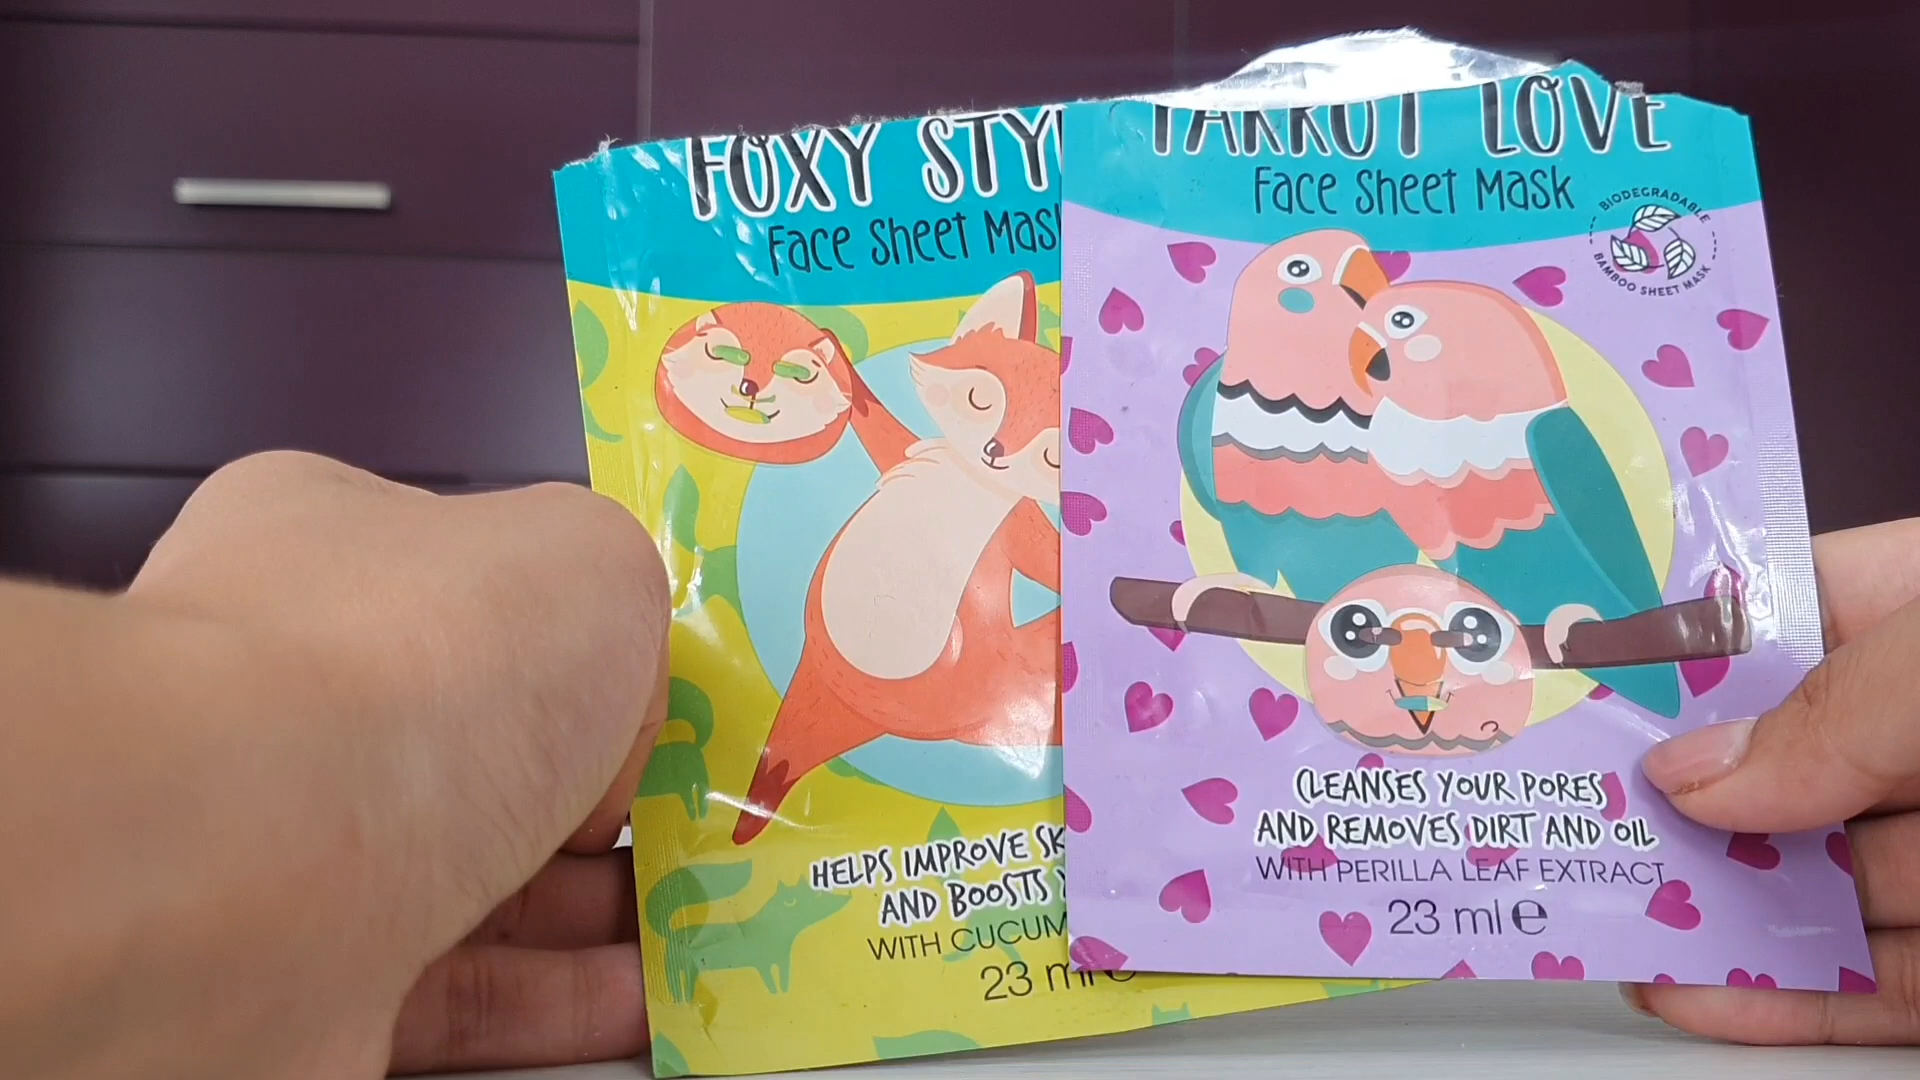 FOXY STY
Face Sheet Mas
HELPS IMPROVE SK
AND BOOSTS
WITH CUCUM
23 ml e
PARROT LOVE
Face Sheet Mask
BIODEGRADABLE
BAMBOO SHEET MASK
CLEANSES YOUR PORES
AND REMOVES DIRT AND OIL
WITH PERILLA LEAF EXTRACT
23 ml e